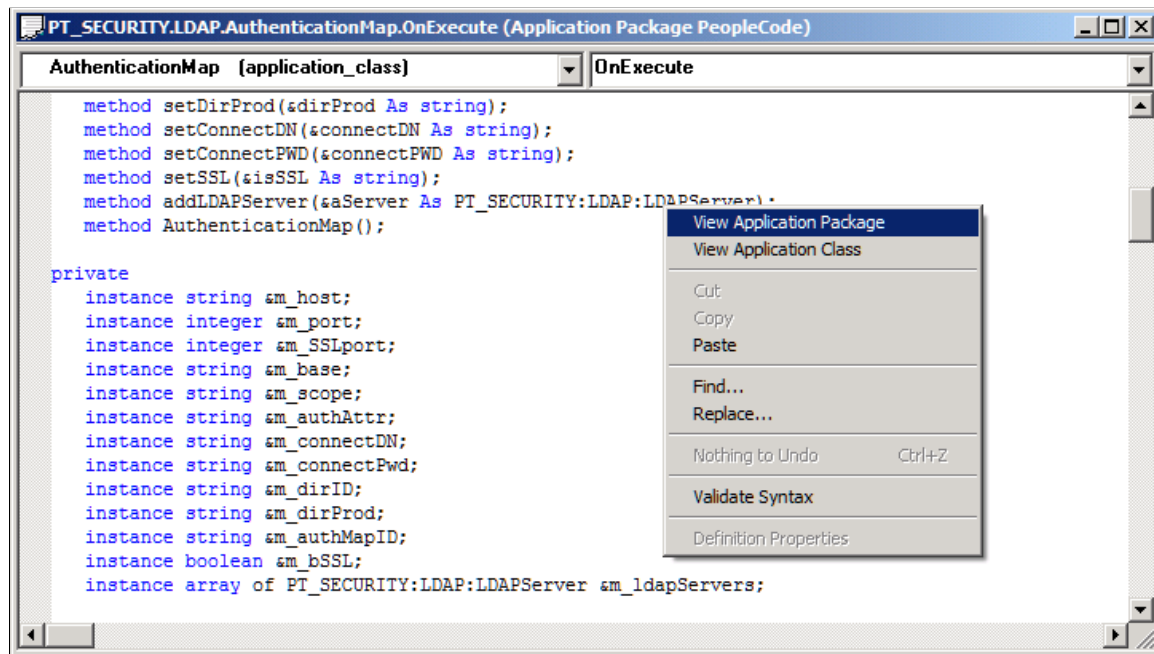 PT_SECURITY.LDAP.AuthenticationMap.OnExecute (Application Package PeopleCode)
AuthenticationMap (application_class)
OnExecute
method setDirProd(&dirProd As string);
method setConnectDN(&connectDN As string);
method setConnectPWD(&connectPWD As string);
method setSSL(&isSSL As string);
method addLDAPServer(&aServer As PT_SECURITY:LDAP:LDAPServer);
method AuthenticationMap();
private
instance string &m_host;
instance integer &m_port;
instance integer &m_SSLport;
instance string &m_base;
instance string &m_scope;
instance string &m_authAttr;
instance string &m_connectDN;
instance string &m_connectPwd;
instance string &m_dirID;
instance string &m_dirProd;
instance string &m_authMapID;
instance boolean &m_bSSL;
instance array of PT_SECURITY:LDAP:LDAPServer &m_ldapServers;
View Application Package
View Application Class
Cut
Copy
Paste
Find...
Replace...
Nothing to Undo Ctrl+Z
Validate Syntax
Definition Properties